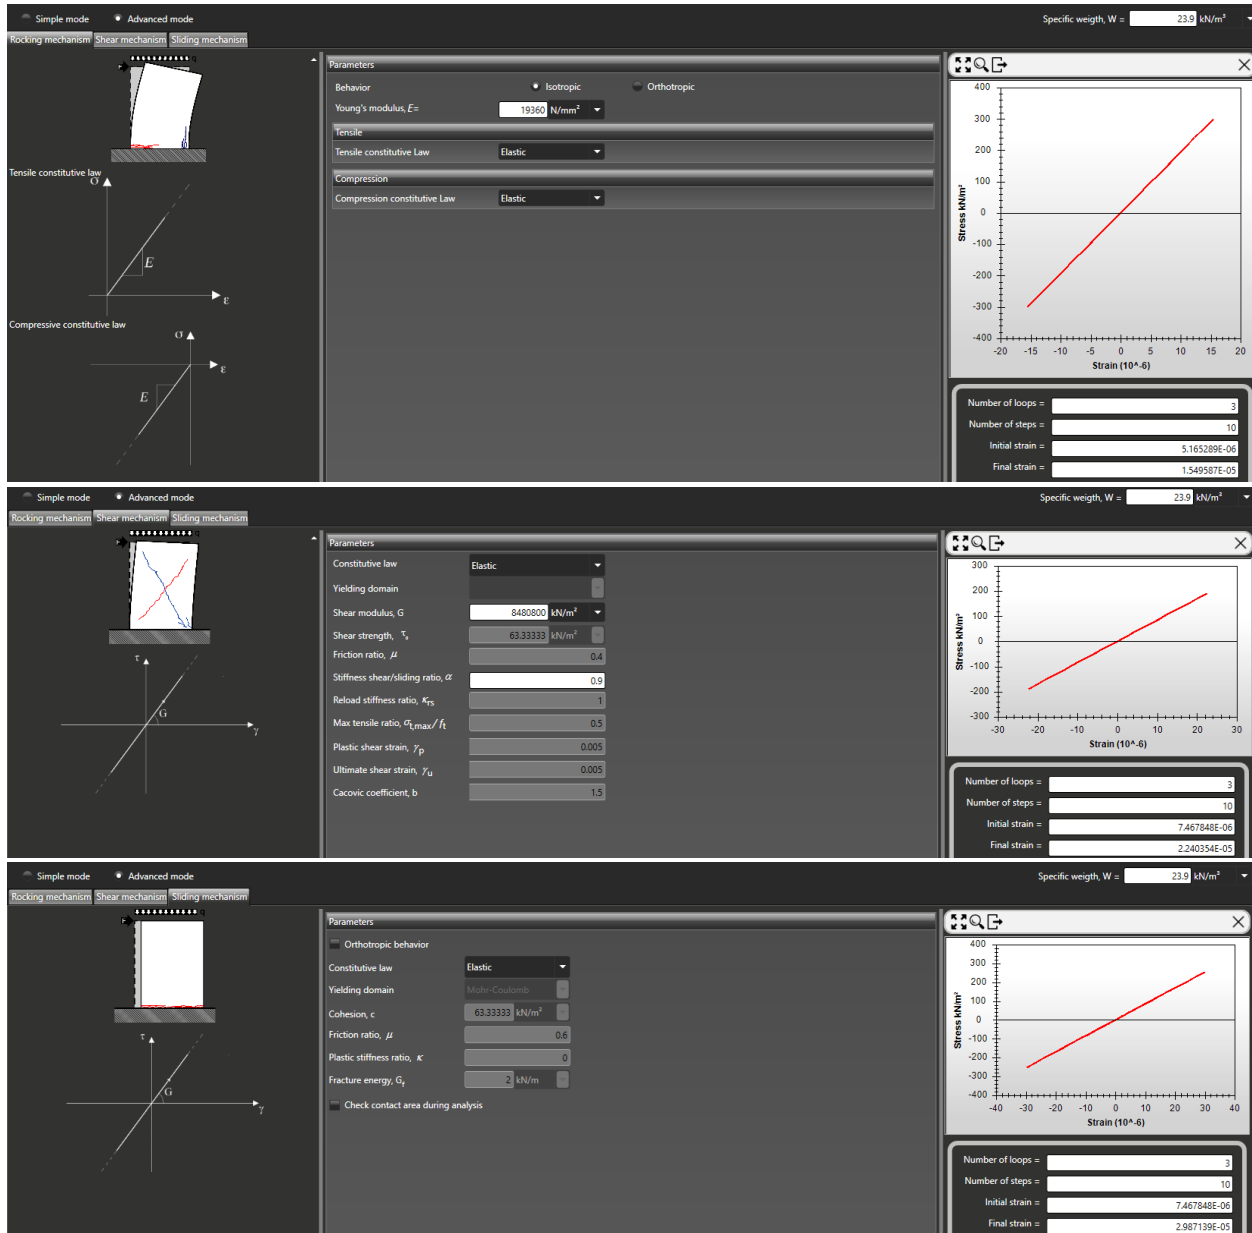 Simple mode Advanced mode Specific weigth, W = 23.9 kN/m³
Rocking mechanism Shear mechanism Sliding mechanism
q
Parameters
Behavior Isotropic Orthotropic
Young's modulus, E= 19360 N/mm²
Tensile
Tensile constitutive Law Elastic
Compression
Compression constitutive Law Elastic
Tensile constitutive law
σ
E
ε
Compressive constitutive law
σ
ε
E
400
300
200
100
0
-100
-200
-300
-400
Stress kN/m²
-20 -15 -10 -5 0 5 10 15 20
Strain (10^-6)
Number of loops = 3
Number of steps = 10
Initial strain = 5.165289E-06
Final strain = 1.549587E-05
Simple mode Advanced mode Specific weigth, W = 23.9 kN/m³
Rocking mechanism Shear mechanism Sliding mechanism
q
τ
G
γ
Parameters
Constitutive law Elastic
Yielding domain
Shear modulus, G 8480800 kN/m²
Shear strength, τs 63.33333 kN/m²
Friction ratio, μ 0.4
Stiffness shear/sliding ratio, α 0.9
Reload stiffness ratio, κrs 1
Max tensile ratio, σt,max/ft 0.5
Plastic shear strain, γp 0.005
Ultimate shear strain, γu 0.005
Cacovic coefficient, b 1.5
300
200
100
0
-100
-200
-300
Stress kN/m²
-30 -20 -10 0 10 20 30
Strain (10^-6)
Number of loops = 3
Number of steps = 10
Initial strain = 7.467848E-06
Final strain = 2.240354E-05
Simple mode Advanced mode Specific weigth, W = 23.9 kN/m³
Rocking mechanism Shear mechanism Sliding mechanism
q
τ
G
γ
Parameters
Orthotropic behavior
Constitutive law Elastic
Yielding domain Mohr-Coulomb
Cohesion, c 63.33333 kN/m²
Friction ratio, μ 0.6
Plastic stiffness ratio, κ 0
Fracture energy, Gf 2 kN/m
Check contact area during analysis
400
300
200
100
0
-100
-200
-300
-400
Stress kN/m²
-40 -30 -20 -10 0 10 20 30 40
Strain (10^-6)
Number of loops = 3
Number of steps = 10
Initial strain = 7.467848E-06
Final strain = 2.987139E-05